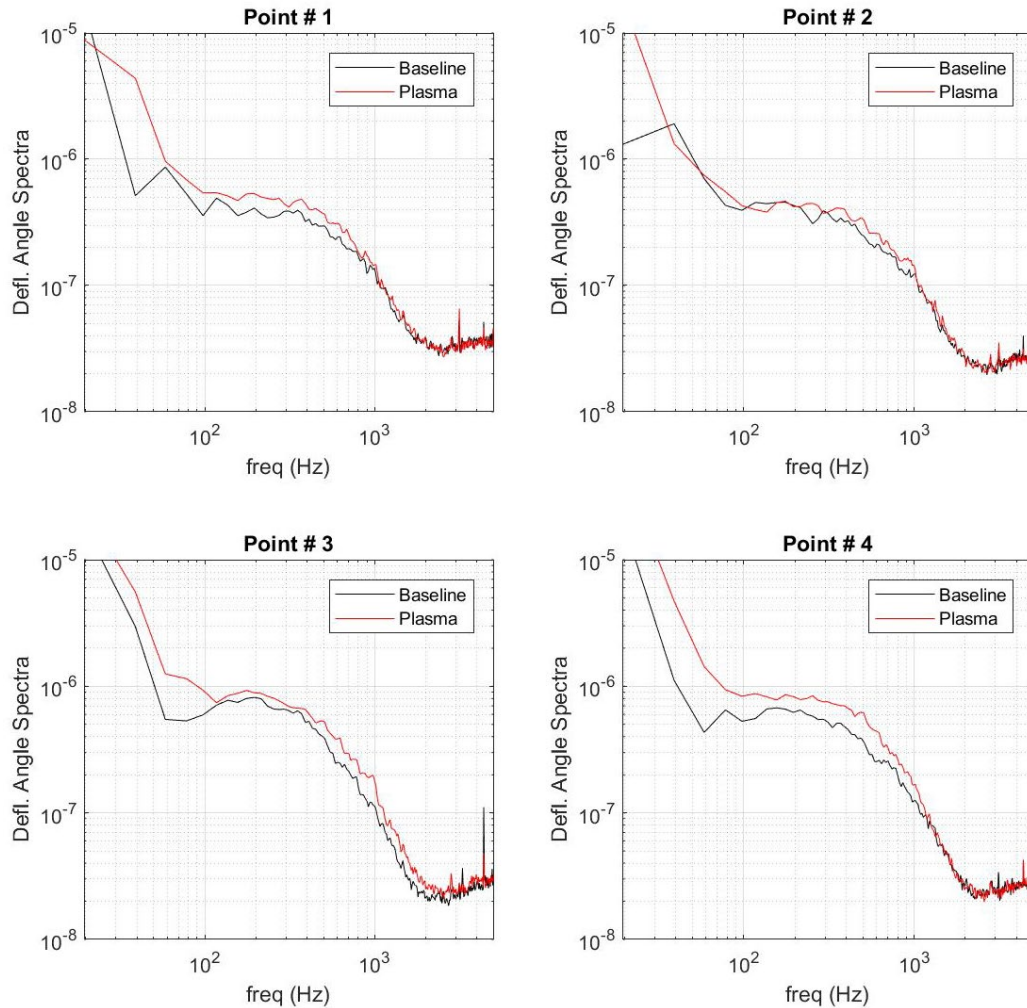 Point # 1
10^-5
10^-6
10^-7
10^-8
Defl. Angle Spectra
Baseline
Plasma
10^2
10^3
freq (Hz)
Point # 2
10^-5
10^-6
10^-7
10^-8
Defl. Angle Spectra
Baseline
Plasma
10^2
10^3
freq (Hz)
Point # 3
10^-5
10^-6
10^-7
10^-8
Defl. Angle Spectra
Baseline
Plasma
10^2
10^3
freq (Hz)
Point # 4
10^-5
10^-6
10^-7
10^-8
Defl. Angle Spectra
Baseline
Plasma
10^2
10^3
freq (Hz)